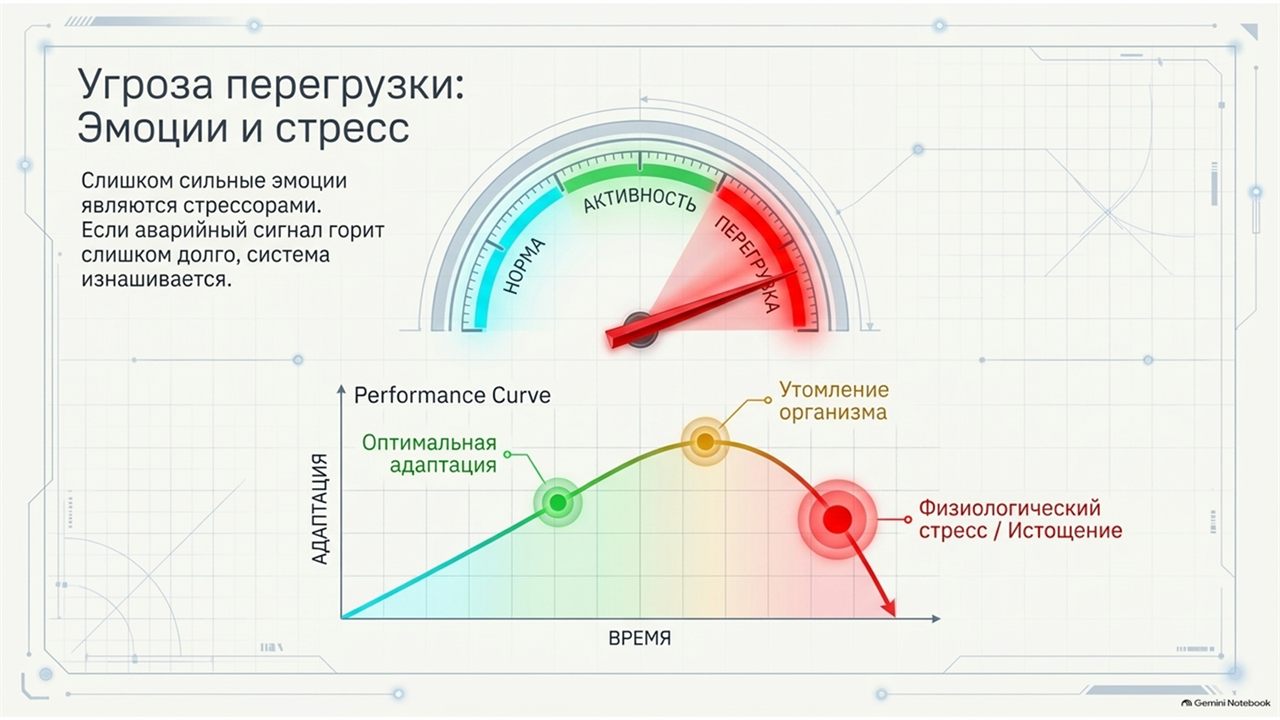 Угроза перегрузки:
Эмоции и стресс
Слишком сильные эмоции
являются стрессорами.
Если аварийный сигнал горит
слишком долго, система
изнашивается.
НОРМА
АКТИВНОСТЬ
ПЕРЕГРУЗКА
Performance Curve
Утомление
организма
Оптимальная
адаптация
Физиологический
стресс / Истощение
АДАПТАЦИЯ
ВРЕМЯ
Gemini Notebook